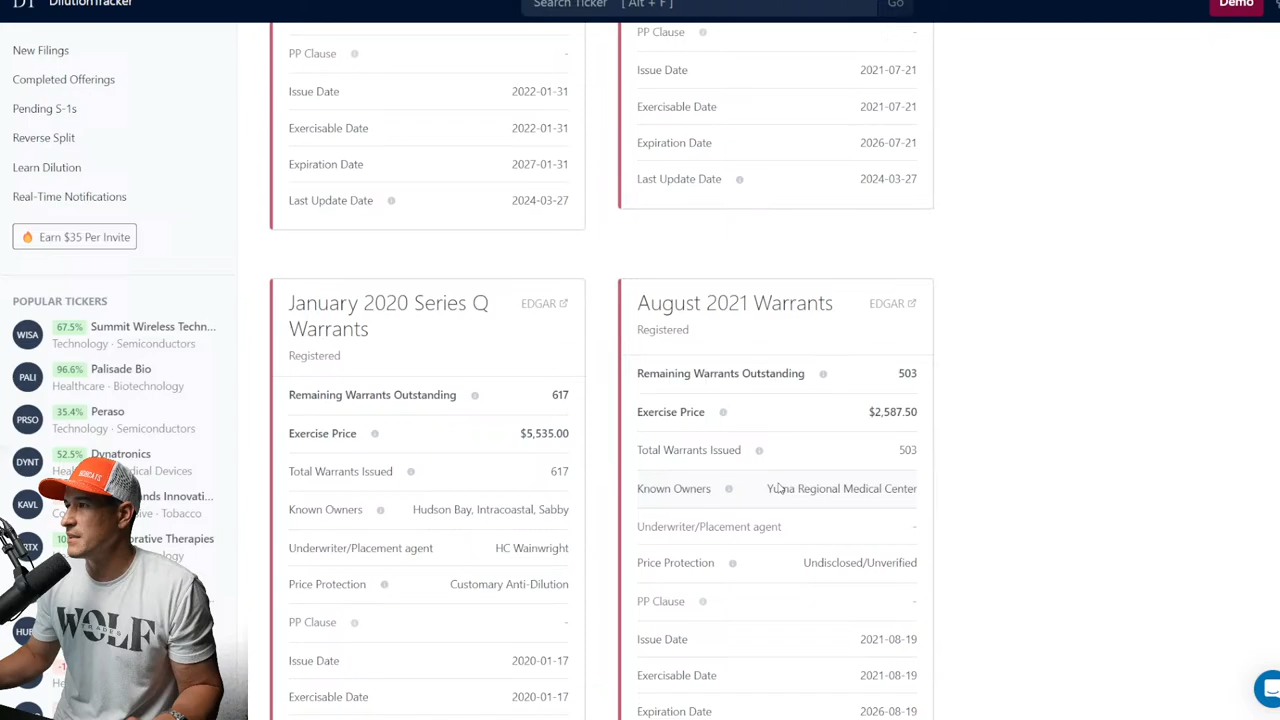 DT DilutionTracker
Search Ticker [ Alt + F ]
Go
Demo
New Filings
Completed Offerings
Pending S-1s
Reverse Split
Learn Dilution
Real-Time Notifications
Earn $35 Per Invite
POPULAR TICKERS
WISA 67.5% Summit Wireless Techn...
Technology · Semiconductors
PALI 96.6% Palisade Bio
Healthcare · Biotechnology
PRSO 35.4% Peraso
Technology · Semiconductors
DYNT 52.5% Dynatronics
Medical Devices
KAVL
Innovati...
Tobacco
Therapies
PP Clause -
Issue Date 2022-01-31
Exercisable Date 2022-01-31
Expiration Date 2027-01-31
Last Update Date 2024-03-27
PP Clause -
Issue Date 2021-07-21
Exercisable Date 2021-07-21
Expiration Date 2026-07-21
Last Update Date 2024-03-27
January 2020 Series Q EDGAR
Warrants
Registered
Remaining Warrants Outstanding 617
Exercise Price $5,535.00
Total Warrants Issued 617
Known Owners Hudson Bay, Intracoastal, Sabby
Underwriter/Placement agent HC Wainwright
Price Protection Customary Anti-Dilution
PP Clause -
Issue Date 2020-01-17
Exercisable Date 2020-01-17
August 2021 Warrants EDGAR
Registered
Remaining Warrants Outstanding 503
Exercise Price $2,587.50
Total Warrants Issued 503
Known Owners Yuma Regional Medical Center
Underwriter/Placement agent -
Price Protection Undisclosed/Unverified
PP Clause -
Issue Date 2021-08-19
Exercisable Date 2021-08-19
Expiration Date 2026-08-19
BOBCATS
WOLF
TRADES